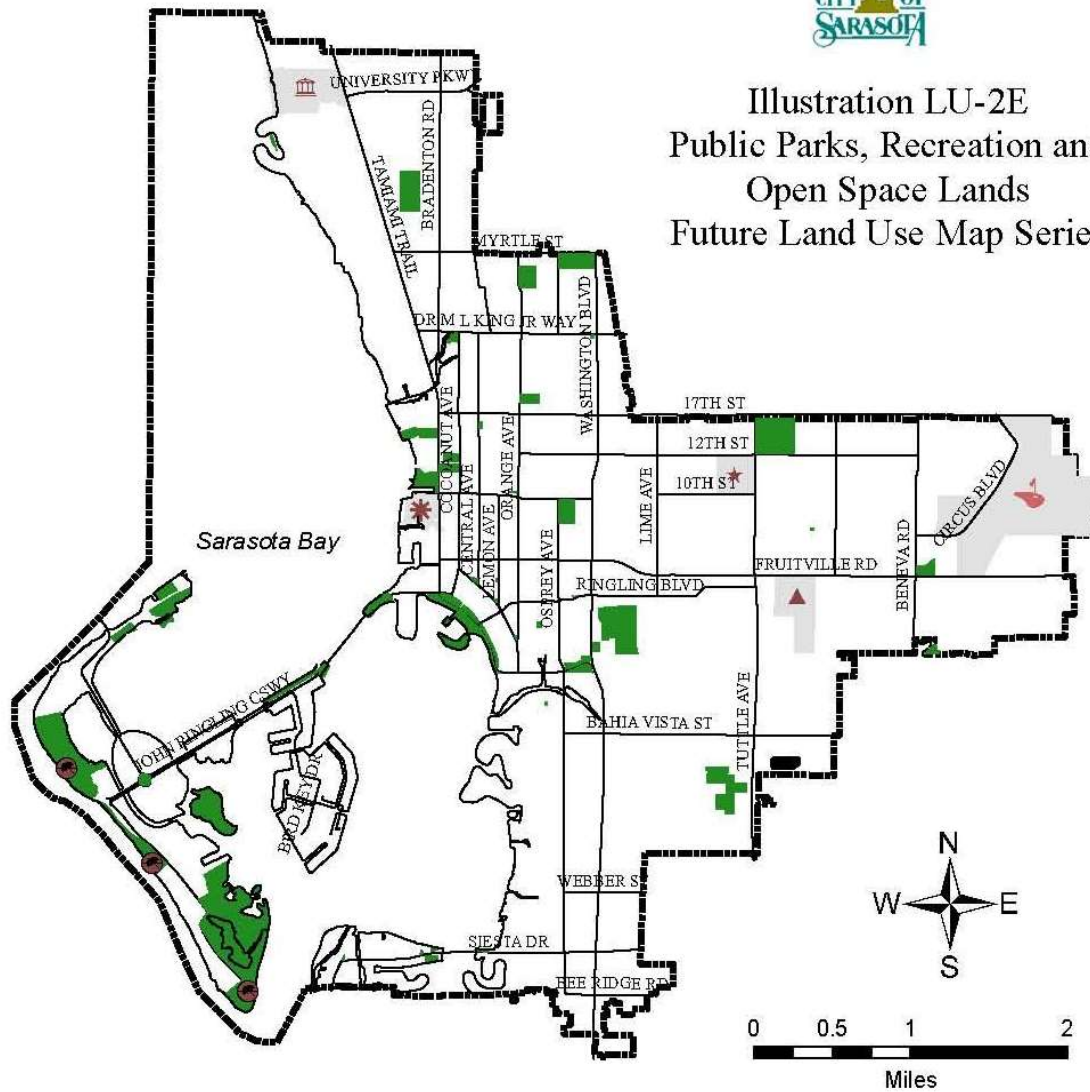 CITY OF
SARASOTA
Illustration LU-2E
Public Parks, Recreation an
Open Space Lands
Future Land Use Map Serie
UNIVERSITY PKWY
BRADENTON RD
TAMIAMI TRAIL
MYRTLE ST
DR M L KING JR WAY
WASHINGTON BLVD
17TH ST
12TH ST
10TH ST
COCOANUT AVE
CENTRAL AVE
LEMON AVE
ORANGE AVE
OSPREY AVE
LIME AVE
CIRCUS BLVD
BENEVA RD
FRUITVILLE RD
RINGLING BLVD
Sarasota Bay
JOHN RINGLING CSWY
BIRD KEY DR
BAHIA VISTA ST
TUTTLE AVE
WEBBER S
SIESTA DR
BEE RIDGE RD
N
W
E
S
0 0.5 1 2
Miles